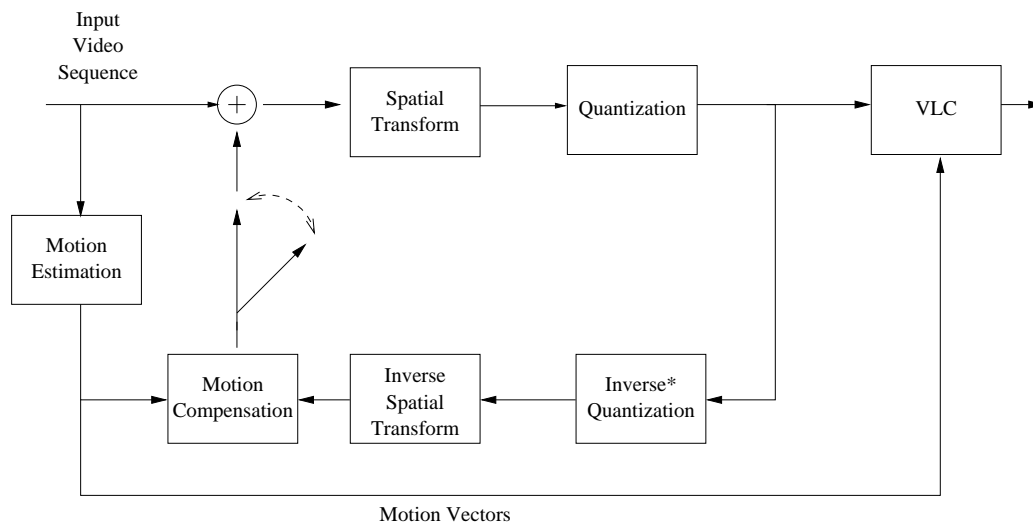 Input
Video
Sequence
+
Spatial
Transform
Quantization
VLC
Motion
Estimation
Motion
Compensation
Inverse
Spatial
Transform
Inverse*
Quantization
Motion Vectors